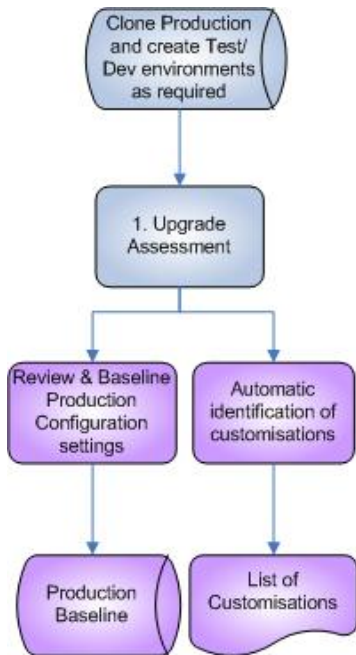 Clone Production
and create Test/
Dev environments
as required
1. Upgrade
Assessment
Review & Baseline
Production
Configuration
settings
Automatic
identification of
customisations
Production
Baseline
List of
Customisations